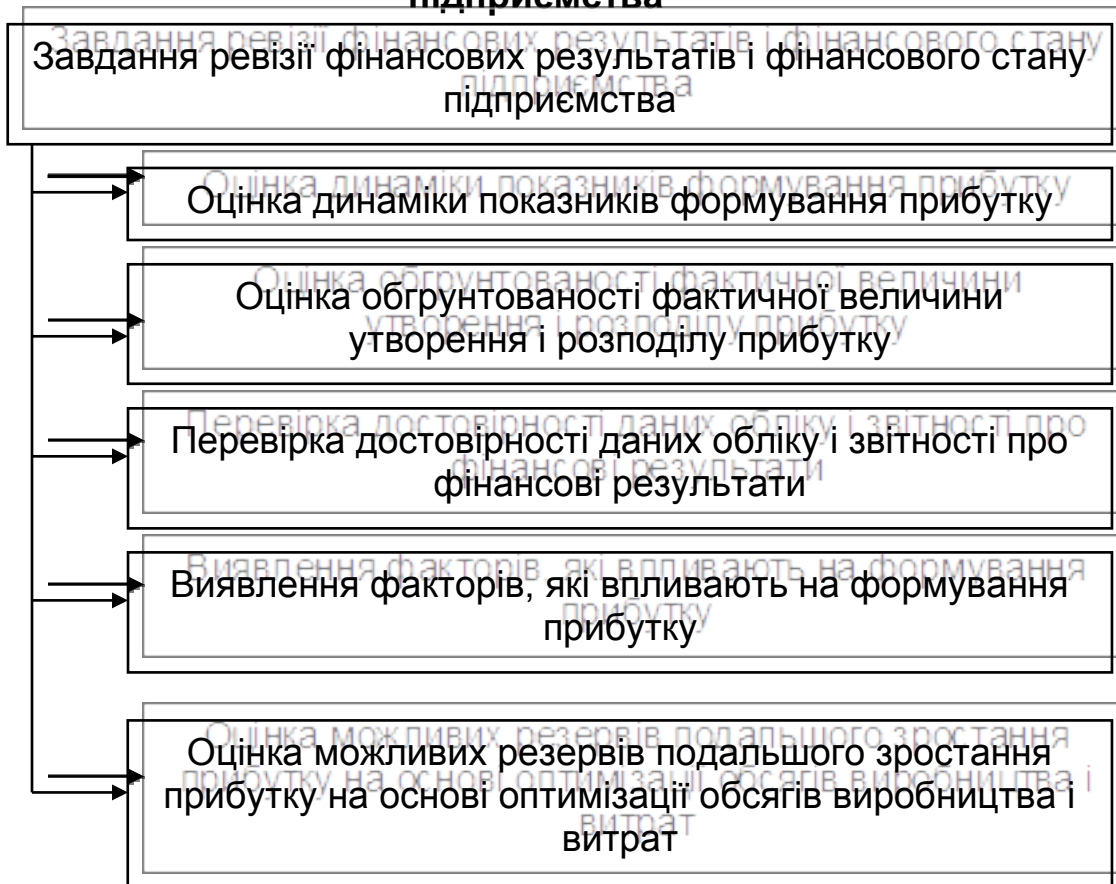 підприємства
Завдання ревізії фінансових результатів і фінансового стану
підприємства
Оцінка динаміки показників формування прибутку
Оцінка обгрунтованості фактичної величини
утворення і розподілу прибутку
Перевірка достовірності даних обліку і звітності про
фінансові результати
Виявлення факторів, які впливають на формування
прибутку
Оцінка можливих резервів подальшого зростання
прибутку на основі оптимізації обсягів виробництва і
витрат